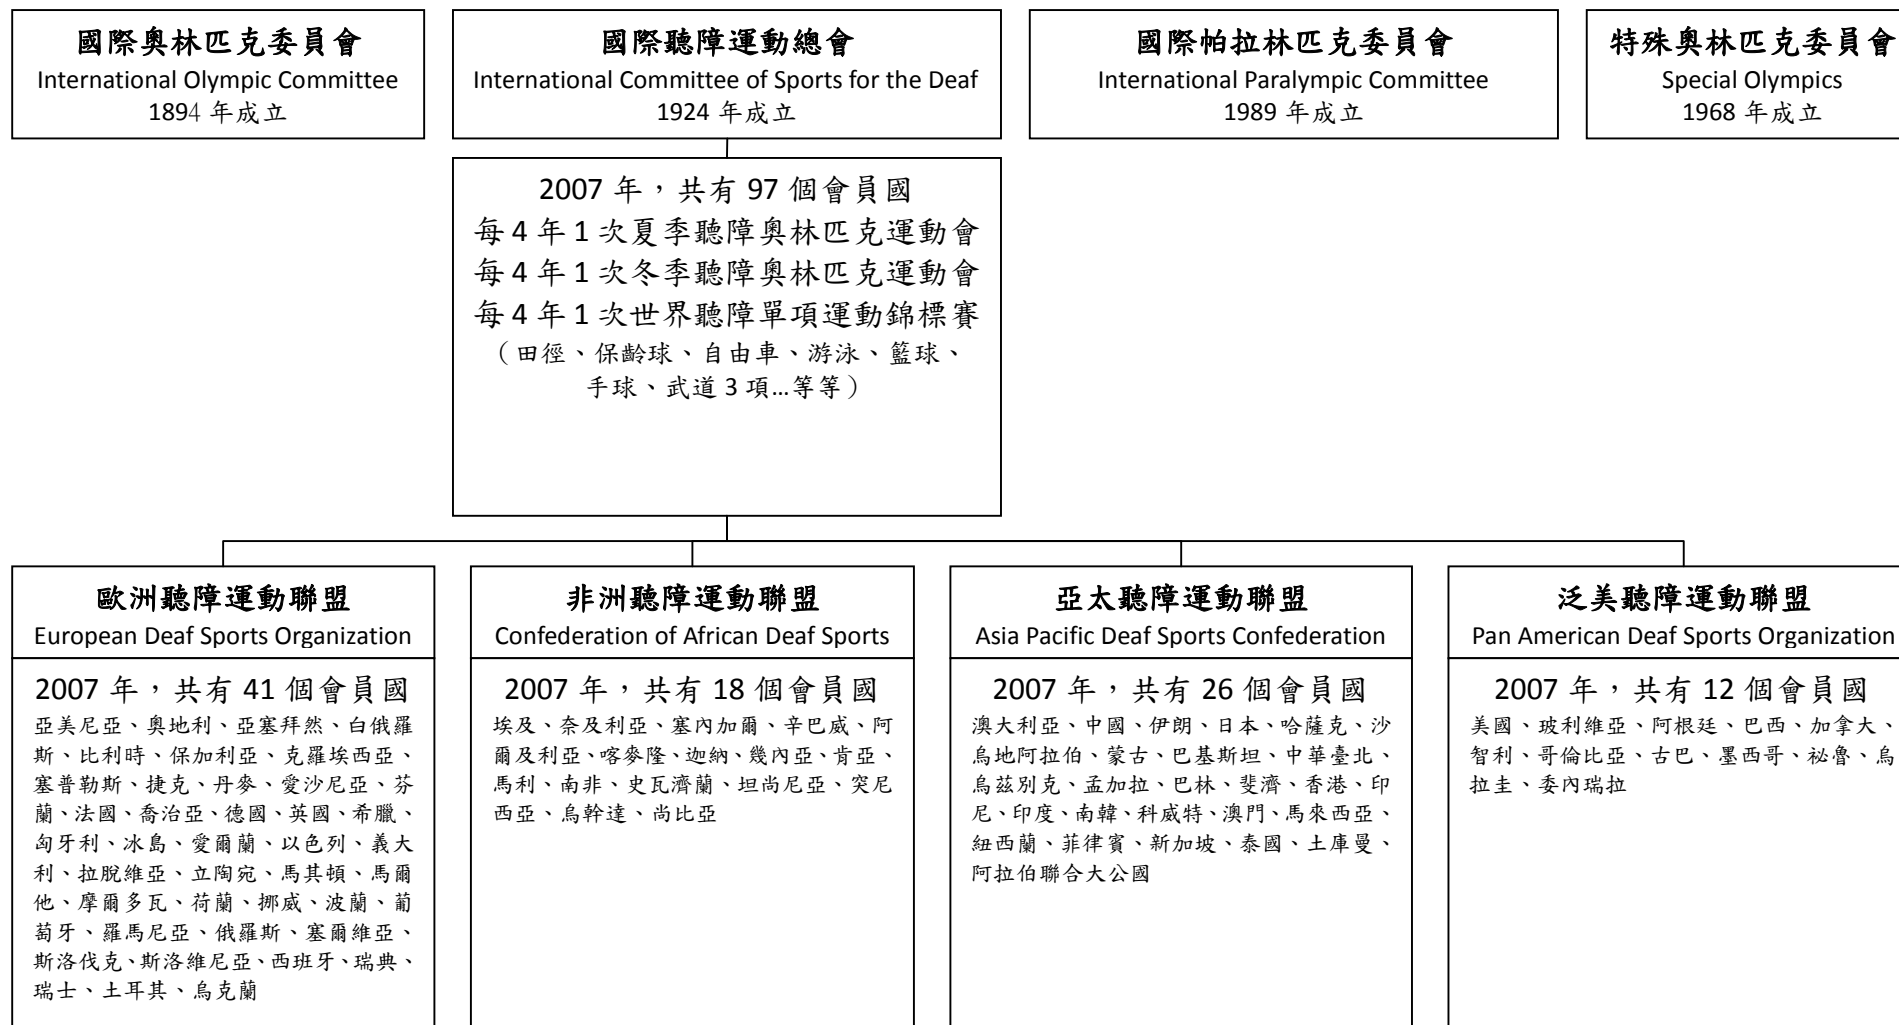 國際奧林匹克委員會
International Olympic Committee
1894 年成立
國際聽障運動總會
International Committee of Sports for the Deaf
1924 年成立
國際帕拉林匹克委員會
International Paralympic Committee
1989 年成立
特殊奧林匹克委員會
Special Olympics
1968 年成立
2007 年，共有 97 個會員國
每 4 年 1 次夏季聽障奧林匹克運動會
每 4 年 1 次冬季聽障奧林匹克運動會
每 4 年 1 次世界聽障單項運動錦標賽
（田徑、保齡球、自由車、游泳、籃球、
手球、武道 3 項…等等）
歐洲聽障運動聯盟
European Deaf Sports Organization
2007 年，共有 41 個會員國
亞美尼亞、奧地利、亞塞拜然、白俄羅
斯、比利時、保加利亞、克羅埃西亞、
塞普勒斯、捷克、丹麥、愛沙尼亞、芬
蘭、法國、喬治亞、德國、英國、希臘、
匈牙利、冰島、愛爾蘭、以色列、義大
利、拉脫維亞、立陶宛、馬其頓、馬爾
他、摩爾多瓦、荷蘭、挪威、波蘭、葡
萄牙、羅馬尼亞、俄羅斯、塞爾維亞、
斯洛伐克、斯洛維尼亞、西班牙、瑞典、
瑞士、土耳其、烏克蘭
非洲聽障運動聯盟
Confederation of African Deaf Sports
2007 年，共有 18 個會員國
埃及、奈及利亞、塞內加爾、辛巴威、阿
爾及利亞、喀麥隆、迦納、幾內亞、肯亞、
馬利、南非、史瓦濟蘭、坦尚尼亞、突尼
西亞、烏幹達、尚比亞
亞太聽障運動聯盟
Asia Pacific Deaf Sports Confederation
2007 年，共有 26 個會員國
澳大利亞、中國、伊朗、日本、哈薩克、沙
烏地阿拉伯、蒙古、巴基斯坦、中華臺北、
烏茲別克、孟加拉、巴林、斐濟、香港、印
尼、印度、南韓、科威特、澳門、馬來西亞、
紐西蘭、菲律賓、新加坡、泰國、土庫曼、
阿拉伯聯合大公國
泛美聽障運動聯盟
Pan American Deaf Sports Organization
2007 年，共有 12 個會員國
美國、玻利維亞、阿根廷、巴西、加拿大、
智利、哥倫比亞、古巴、墨西哥、祕魯、烏
拉圭、委內瑞拉